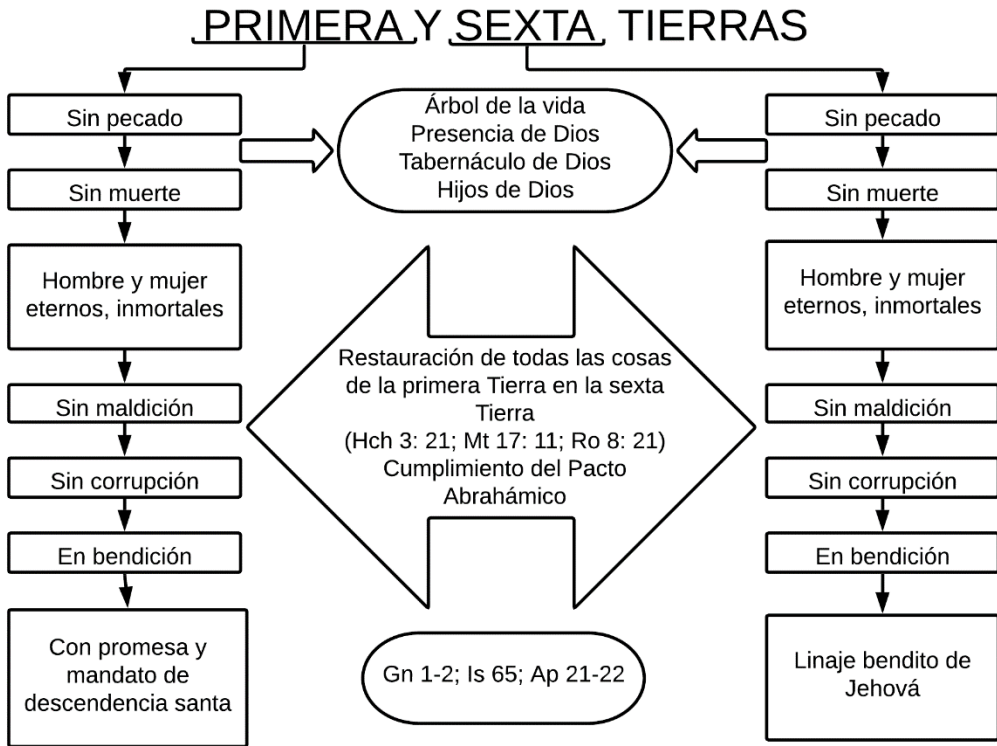 PRIMERA Y SEXTA TIERRAS
Sin pecado
Sin muerte
Hombre y mujer
eternos, inmortales
Sin maldición
Sin corrupción
En bendición
Con promesa y
mandato de
descendencia santa
Árbol de la vida
Presencia de Dios
Tabernáculo de Dios
Hijos de Dios
Restauración de todas las cosas
de la primera Tierra en la sexta
Tierra
(Hch 3: 21; Mt 17: 11; Ro 8: 21)
Cumplimiento del Pacto
Abrahámico
Gn 1-2; Is 65; Ap 21-22
Sin pecado
Sin muerte
Hombre y mujer
eternos, inmortales
Sin maldición
Sin corrupción
En bendición
Linaje bendito de
Jehová